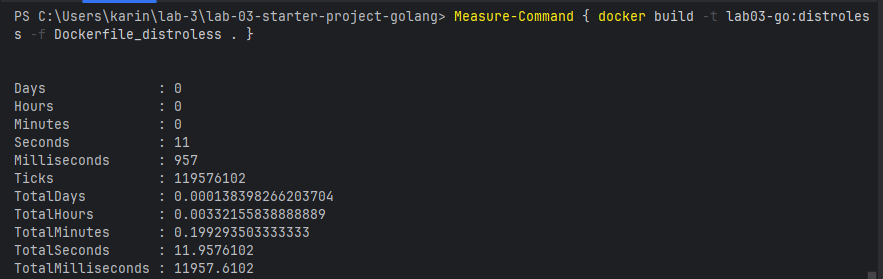 PS C:\Users\karin\lab-3\lab-03-starter-project-golang> Measure-Command { docker build -t lab03-go:distroles
s -f Dockerfile_distroless . }
Days : 0
Hours : 0
Minutes : 0
Seconds : 11
Milliseconds : 957
Ticks : 119576102
TotalDays : 0.000138398266203704
TotalHours : 0.00332155838888889
TotalMinutes : 0.199293503333333
TotalSeconds : 11.9576102
TotalMilliseconds : 11957.6102